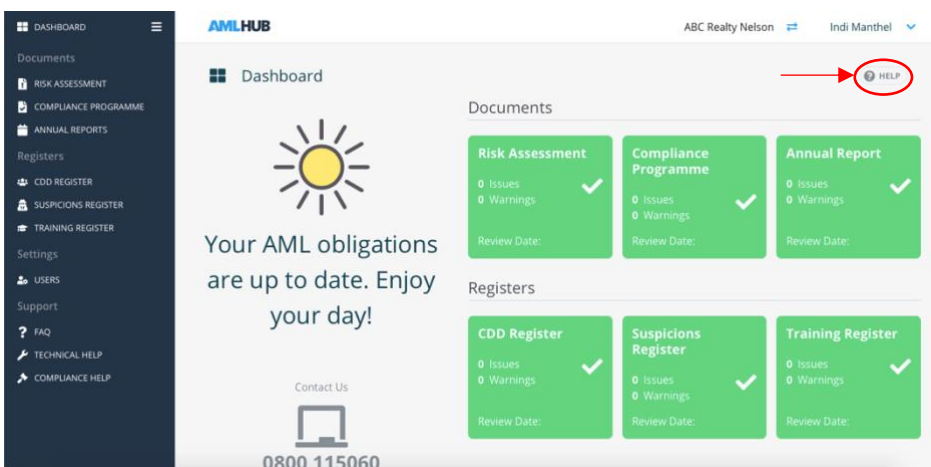 DASHBOARD
Documents
RISK ASSESSMENT
COMPLIANCE PROGRAMME
ANNUAL REPORTS
Registers
CDD REGISTER
SUSPICIONS REGISTER
TRAINING REGISTER
Settings
USERS
Support
? FAQ
TECHNICAL HELP
COMPLIANCE HELP
AMLHUB
ABC Realty Nelson
Indi Manthel
Dashboard
? HELP
Your AML obligations
are up to date. Enjoy
your day!
Contact Us
0800 115060
Documents
Risk Assessment
0 Issues
0 Warnings
Review Date:
Compliance
Programme
0 Issues
0 Warnings
Review Date:
Annual Report
0 Issues
0 Warnings
Review Date:
Registers
CDD Register
0 Issues
0 Warnings
Review Date:
Suspicions
Register
0 Issues
0 Warnings
Review Date:
Training Register
0 Issues
0 Warnings
Review Date: